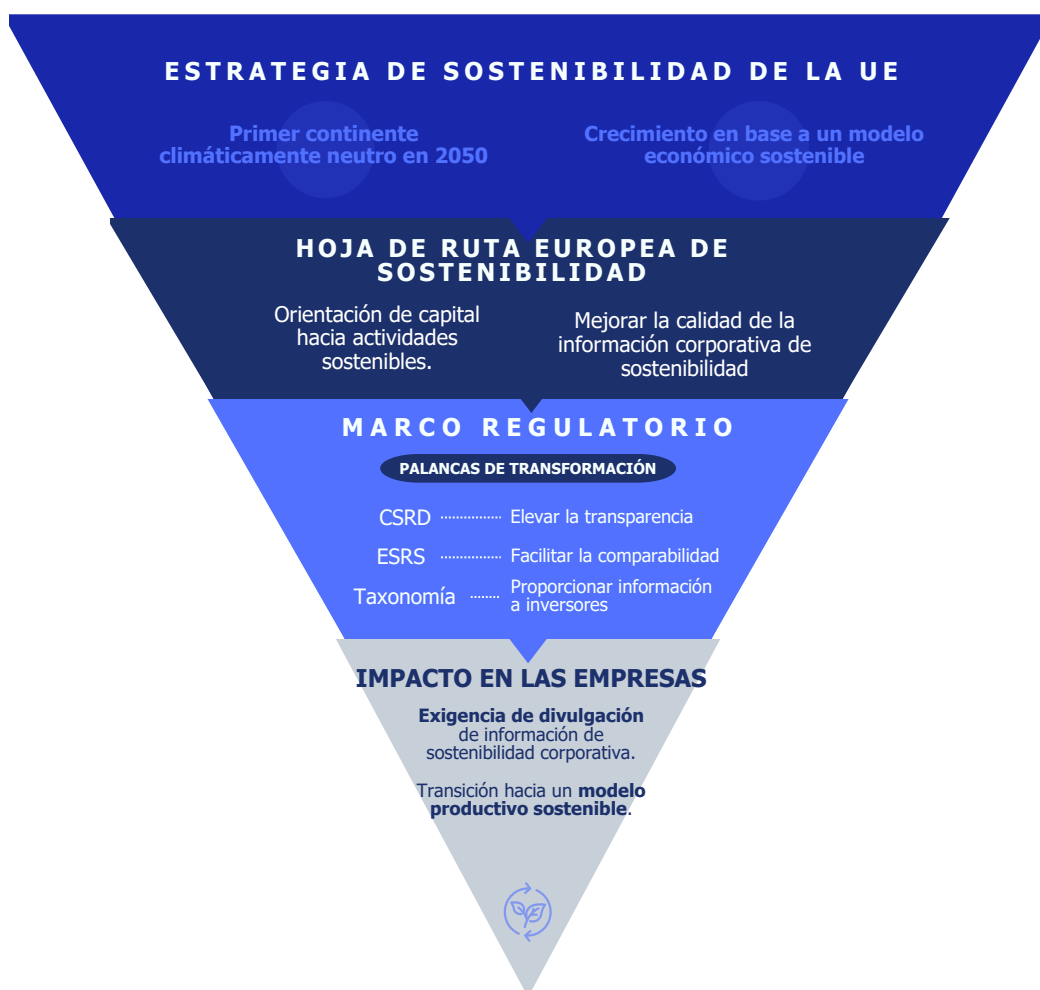 ESTRATEGIA DE SOSTENIBILIDAD DE LA UE
Primer continente
climáticamente neutro en 2050
Crecimiento en base a un modelo
económico sostenible
HOJA DE RUTA EUROPEA DE
SOSTENIBILIDAD
Orientación de capital
hacia actividades
sostenibles.
Mejorar la calidad de la
información corporativa de
sostenibilidad
MARCO REGULATORIO
PALANCAS DE TRANSFORMACIÓN
CSRD ................ Elevar la transparencia
ESRS ................ Facilitar la comparabilidad
Taxonomía ........ Proporcionar información
a inversores
IMPACTO EN LAS EMPRESAS
Exigencia de divulgación
de información de
sostenibilidad corporativa.
Transición hacia un modelo
productivo sostenible.